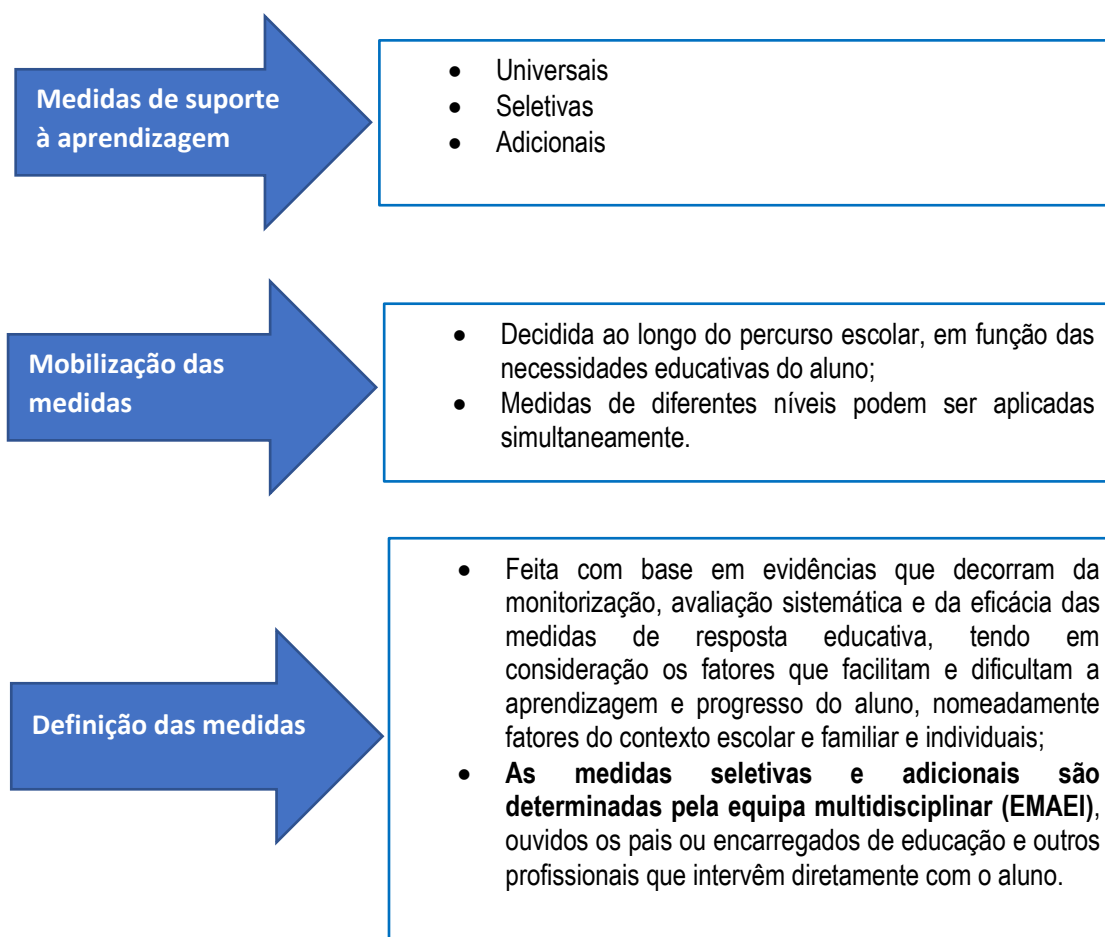 Medidas de suporte
à aprendizagem
• Universais
• Seletivas
• Adicionais
Mobilização das
medidas
• Decidida ao longo do percurso escolar, em função das
necessidades educativas do aluno;
• Medidas de diferentes níveis podem ser aplicadas
simultaneamente.
Definição das medidas
• Feita com base em evidências que decorram da
monitorização, avaliação sistemática e da eficácia das
medidas de resposta educativa, tendo em
consideração os fatores que facilitam e dificultam a
aprendizagem e progresso do aluno, nomeadamente
fatores do contexto escolar e familiar e individuais;
• As medidas seletivas e adicionais são
determinadas pela equipa multidisciplinar (EMAEI),
ouvidos os pais ou encarregados de educação e outros
profissionais que intervêm diretamente com o aluno.